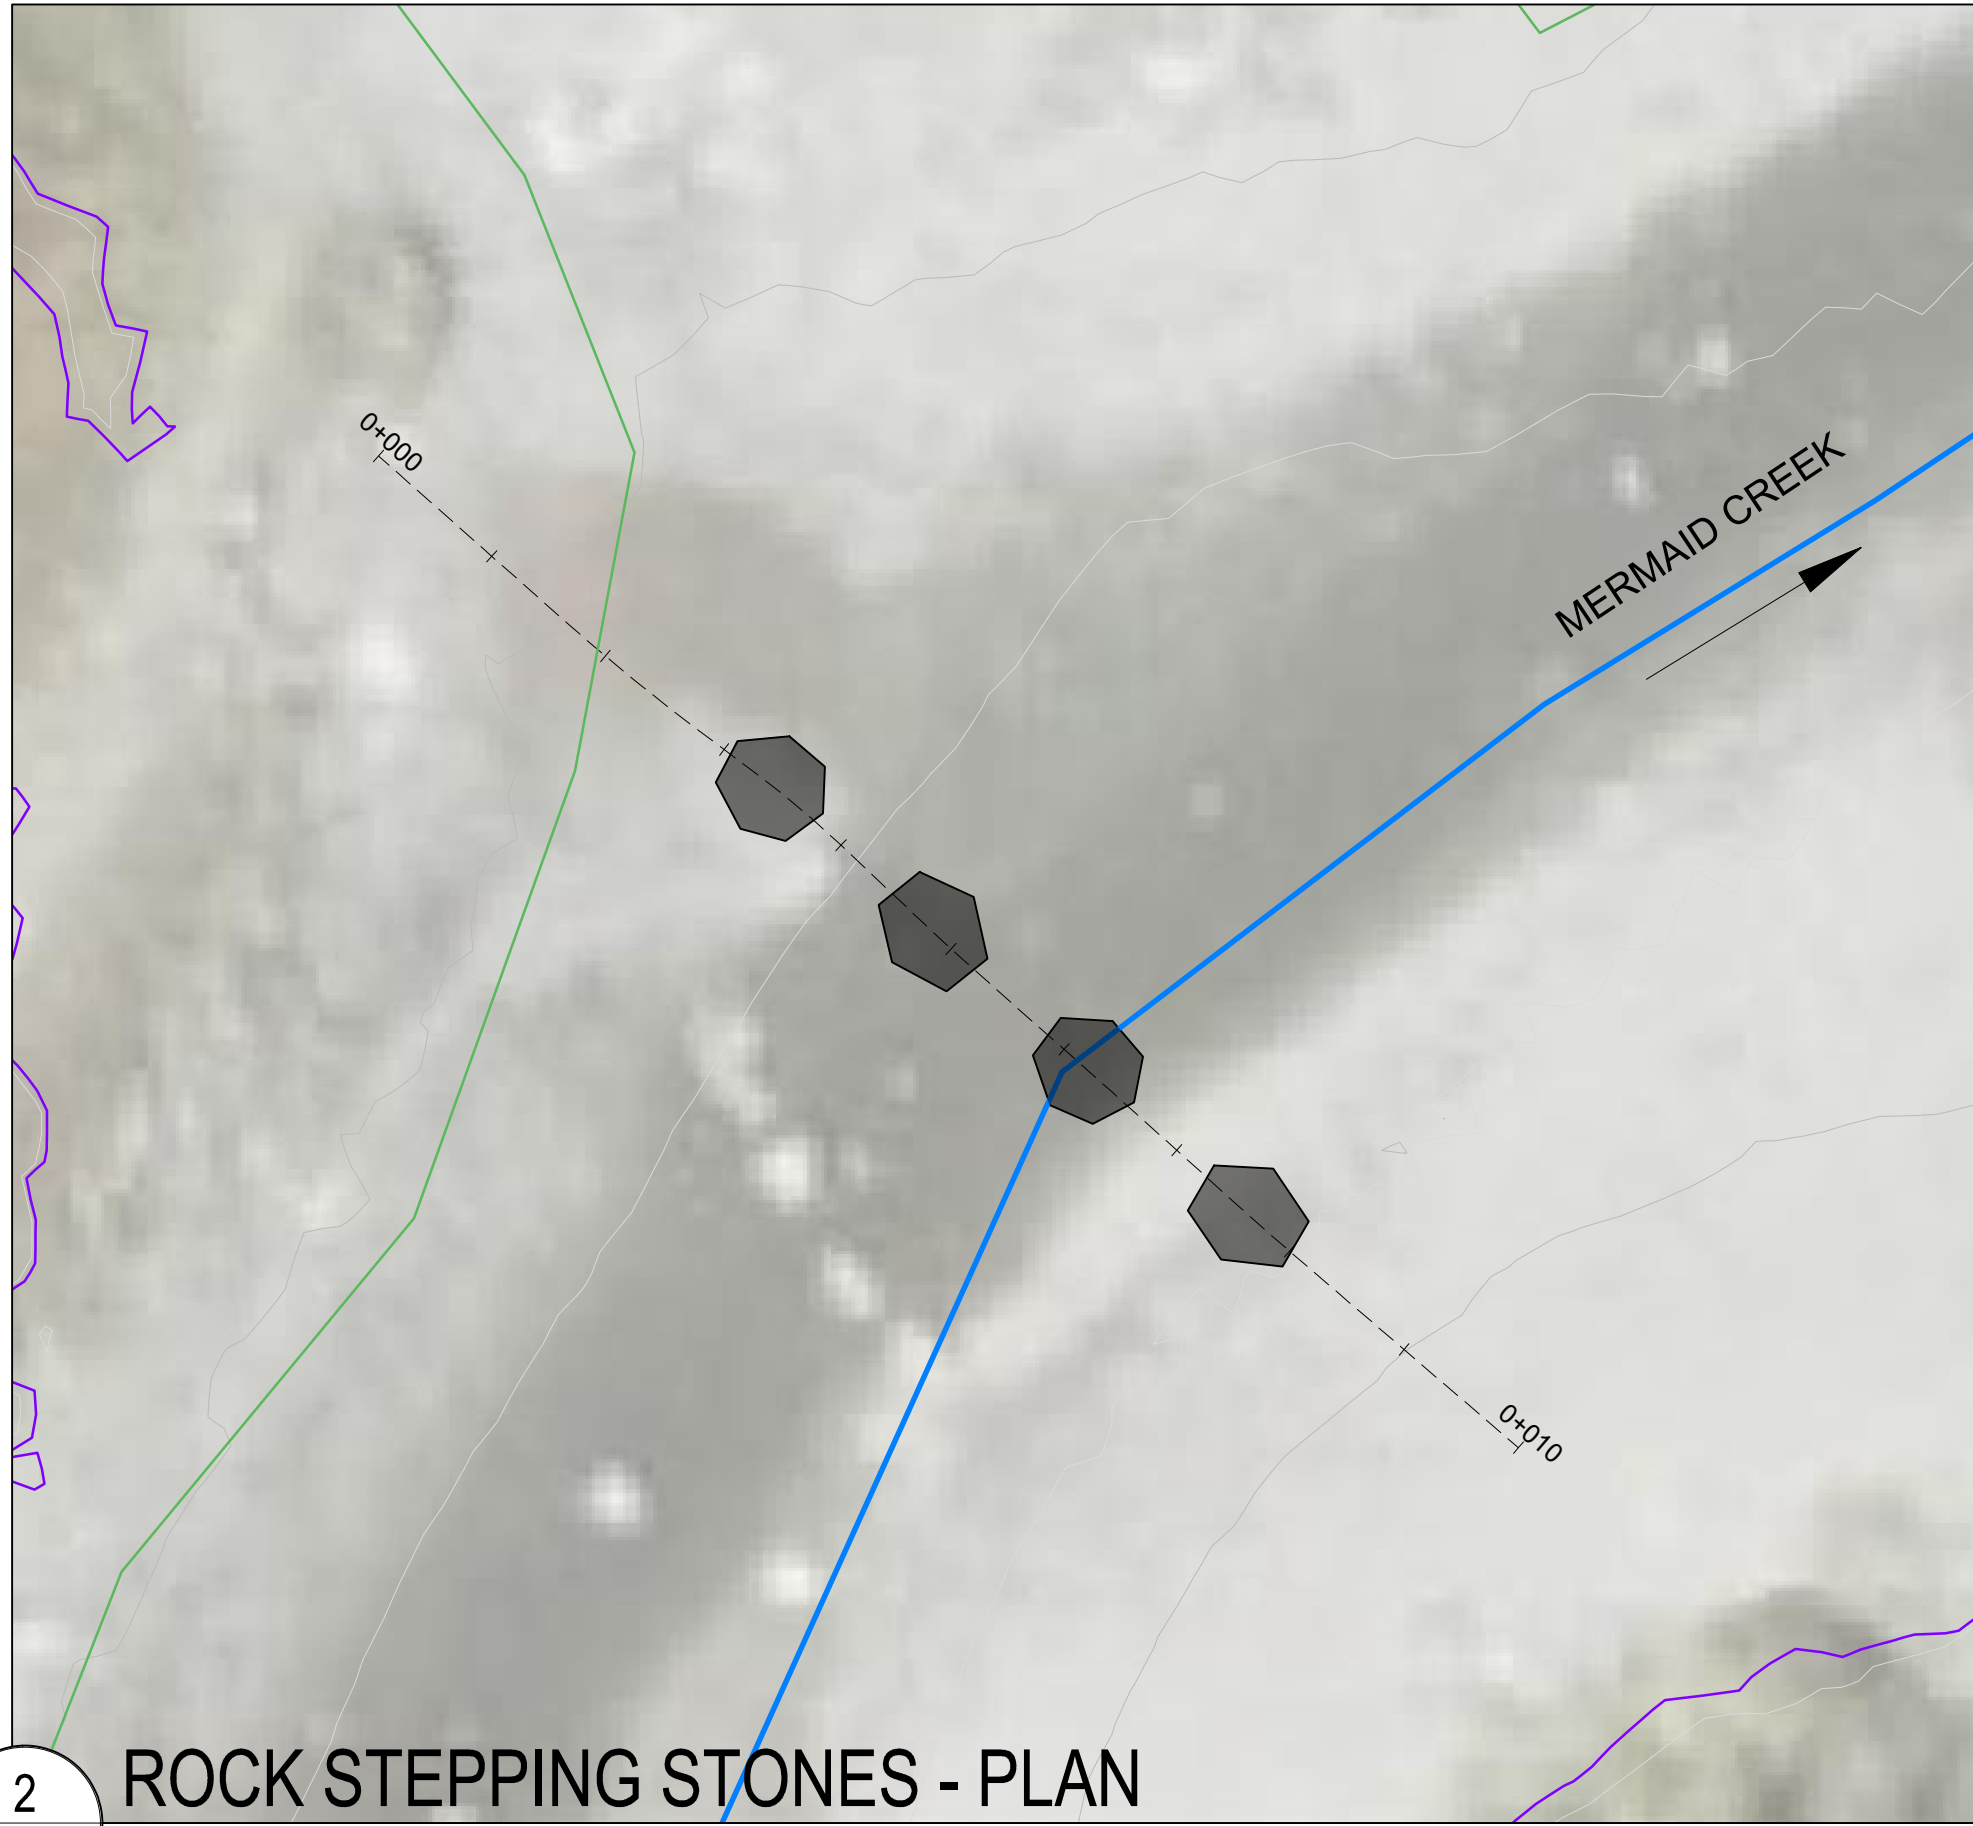 0+000
MERMAID CREEK
0+010
2
ROCK STEPPING STONES - PLAN